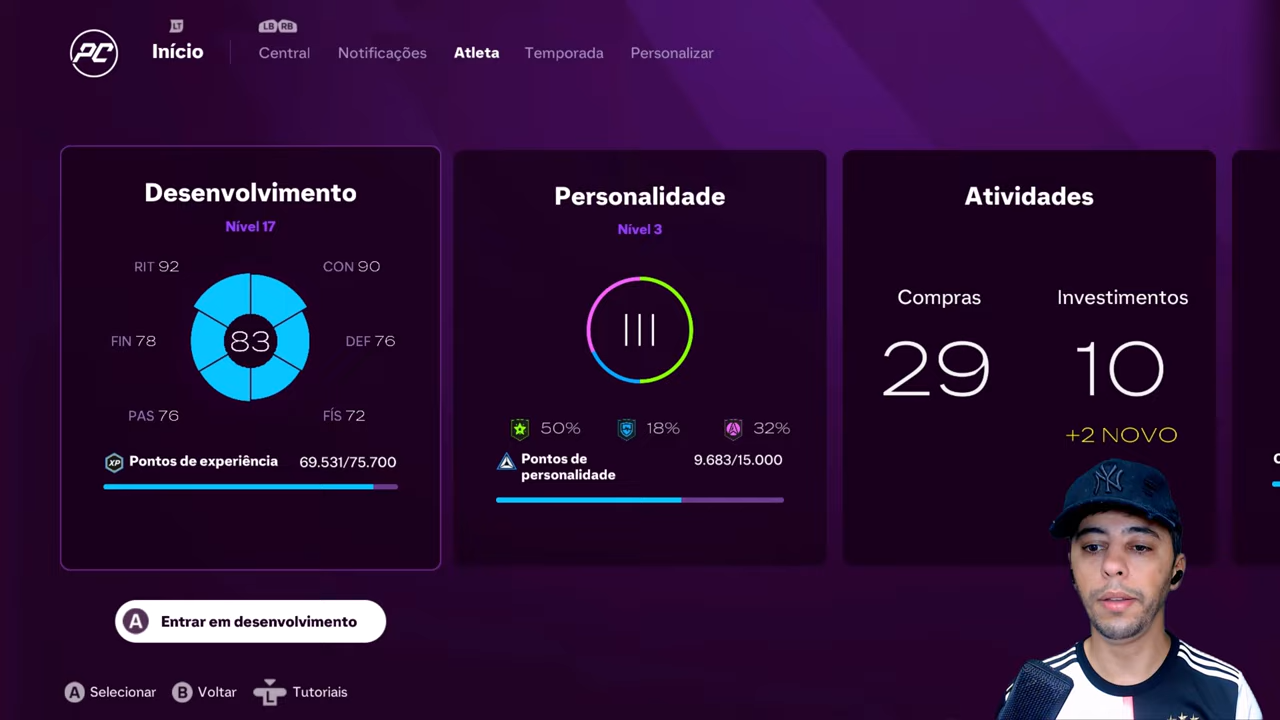 PC
LT
LB RB
Início
Central
Notificações
Atleta
Temporada
Personalizar
Desenvolvimento
Nível 17
RIT 92
CON 90
FIN 78
83
DEF 76
PAS 76
FÍS 72
XP Pontos de experiência 69.531/75.700
Personalidade
Nível 3
III
50% 18% 32%
Pontos de
personalidade
9.683/15.000
Atividades
Compras
Investimentos
29
10
+2 NOVO
A Entrar em desenvolvimento
A Selecionar
B Voltar
L Tutoriais
NY